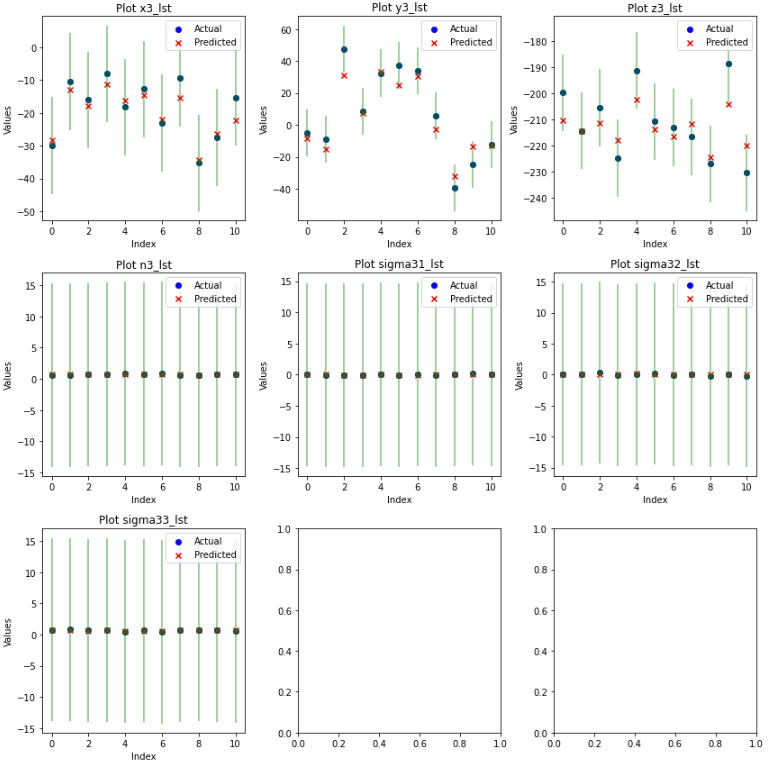 Plot x3_lst
Values
0
−10
−20
−30
−40
−50
Actual
Predicted
0 2 4 6 8 10
Index
Plot y3_lst
Values
60
40
20
0
−20
−40
Actual
Predicted
0 2 4 6 8 10
Index
Plot z3_lst
Values
−180
−190
−200
−210
−220
−230
−240
Actual
Predicted
0 2 4 6 8 10
Index
Plot n3_lst
Values
15
10
5
0
−5
−10
−15
Actual
Predicted
0 2 4 6 8 10
Index
Plot sigma31_lst
Values
15
10
5
0
−5
−10
−15
Actual
Predicted
0 2 4 6 8 10
Index
Plot sigma32_lst
Values
15
10
5
0
−5
−10
−15
Actual
Predicted
0 2 4 6 8 10
Index
Plot sigma33_lst
Values
15
10
5
0
−5
−10
−15
Actual
Predicted
0 2 4 6 8 10
Index
1.0
0.8
0.6
0.4
0.2
0.0
0.0 0.2 0.4 0.6 0.8 1.0
1.0
0.8
0.6
0.4
0.2
0.0
0.0 0.2 0.4 0.6 0.8 1.0